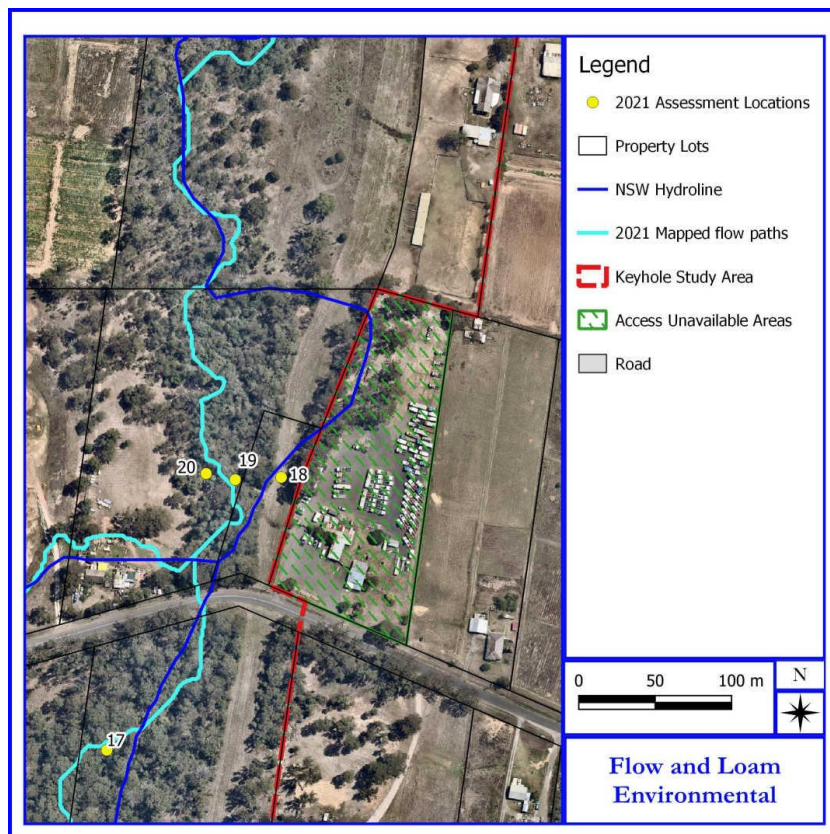 Legend
2021 Assessment Locations
Property Lots
NSW Hydroline
2021 Mapped flow paths
Keyhole Study Area
Access Unavailable Areas
Road
20
19
18
17
0 50 100 m
N
Flow and Loam
Environmental